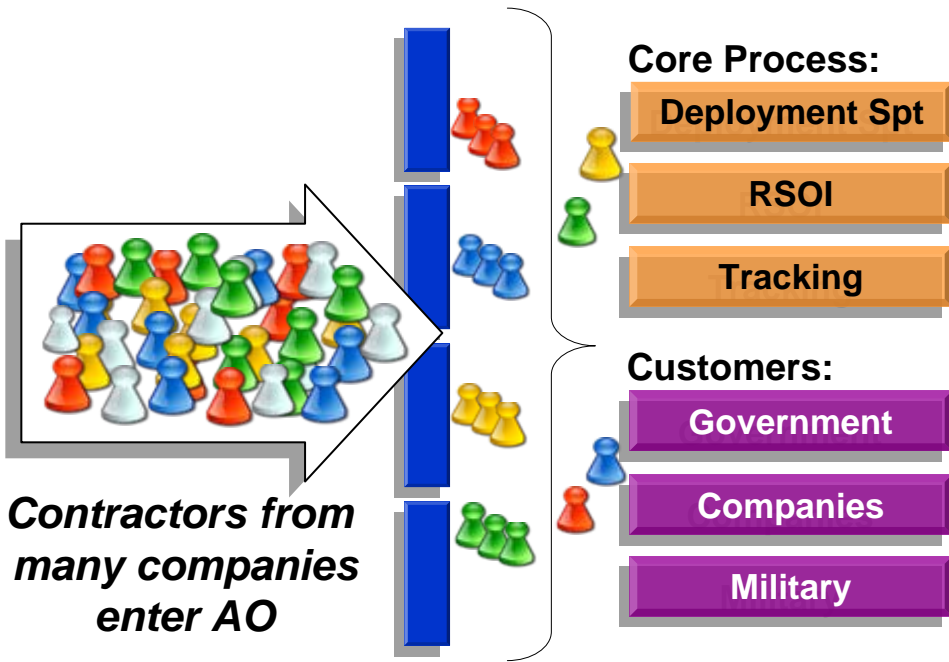 Contractors from
many companies
enter AO
Core Process:
Deployment Spt
RSOI
Tracking
Customers:
Government
Companies
Military